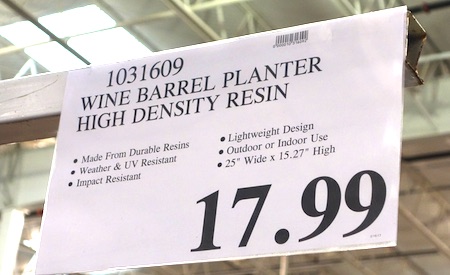 1031609
WINE BARREL PLANTER
HIGH DENSITY RESIN
• Made From Durable Resins
• Weather & UV Resistant
• Impact Resistant
• Lightweight Design
• Outdoor or Indoor Use
• 25" Wide x 15.27" High
17.99